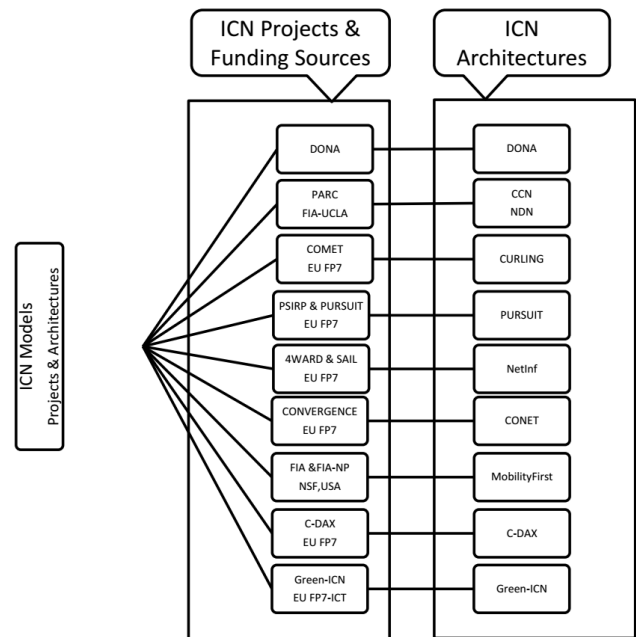 ICN Projects &
Funding Sources
ICN
Architectures
ICN Models
Projects & Architectures
DONA
DONA
PARC
FIA-UCLA
CCN
NDN
COMET
EU FP7
CURLING
PSIRP & PURSUIT
EU FP7
PURSUIT
4WARD & SAIL
EU FP7
NetInf
CONVERGENCE
EU FP7
CONET
FIA &FIA-NP
NSF,USA
MobilityFirst
C-DAX
EU FP7
C-DAX
Green-ICN
EU FP7-ICT
Green-ICN